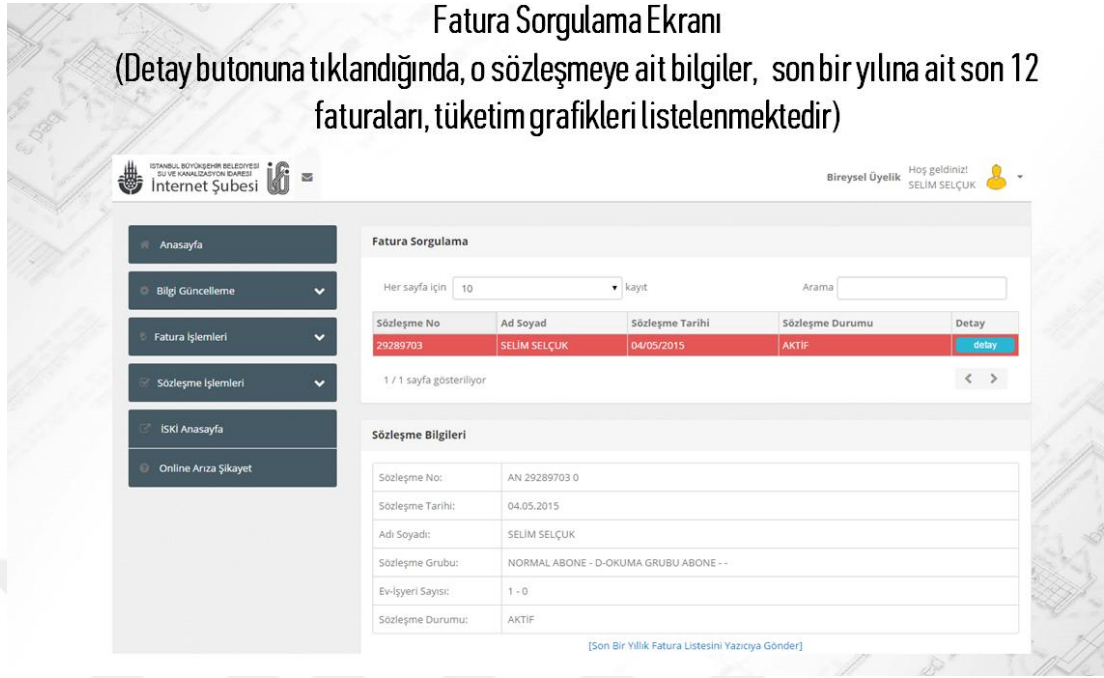 Fatura Sorgulama Ekranı
(Detay butonuna tıklandığında, o sözleşmeye ait bilgiler, son bir yılına ait son 12
faturaları, tüketim grafikleri listelenmektedir)
İSTANBUL BÜYÜKŞEHİR BELEDİYESİ
SU VE KANALİZASYON İDARESİ
İnternet Şubesi
Bireysel Üyelik
Hoş geldiniz!
SELİM SELÇUK
Anasayfa
Bilgi Güncelleme
Fatura İşlemleri
Sözleşme İşlemleri
İSKİ Anasayfa
Online Arıza Şikayet
Fatura Sorgulama
Her sayfa için 10 kayıt Arama
Sözleşme No Ad Soyad Sözleşme Tarihi Sözleşme Durumu Detay
29289703 SELİM SELÇUK 04/05/2015 AKTİF detay
1 / 1 sayfa gösteriliyor
Sözleşme Bilgileri
Sözleşme No: AN 29289703 0
Sözleşme Tarihi: 04.05.2015
Adı Soyadı: SELİM SELÇUK
Sözleşme Grubu: NORMAL ABONE - D-OKUMA GRUBU ABONE - -
Ev-İşyeri Sayısı: 1 - 0
Sözleşme Durumu: AKTİF
[Son Bir Yıllık Fatura Listesini Yazıcıya Gönder]